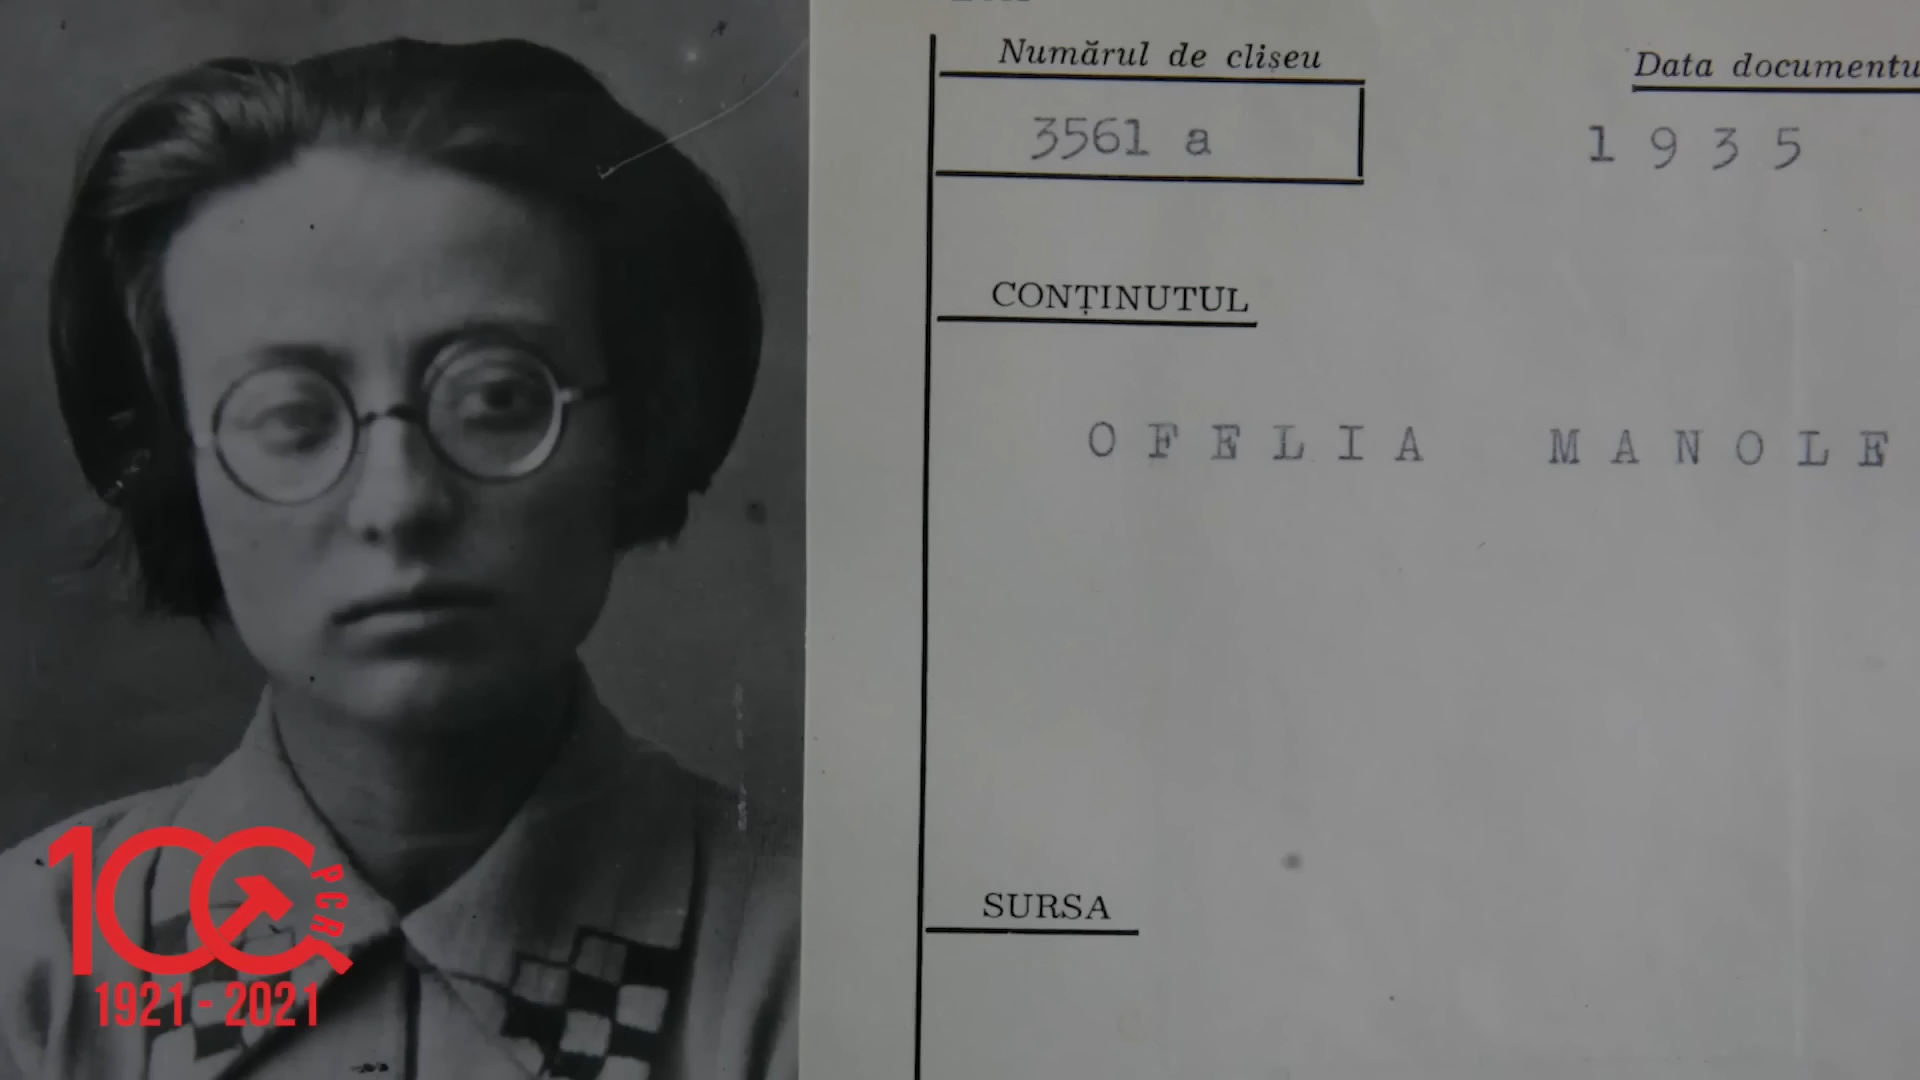 Numărul de clișeu
Data documentu
3561 a
1 9 3 5
CONȚINUTUL
O F E L I A   M A N O L E
SURSA
100
PCR
1921 - 2021